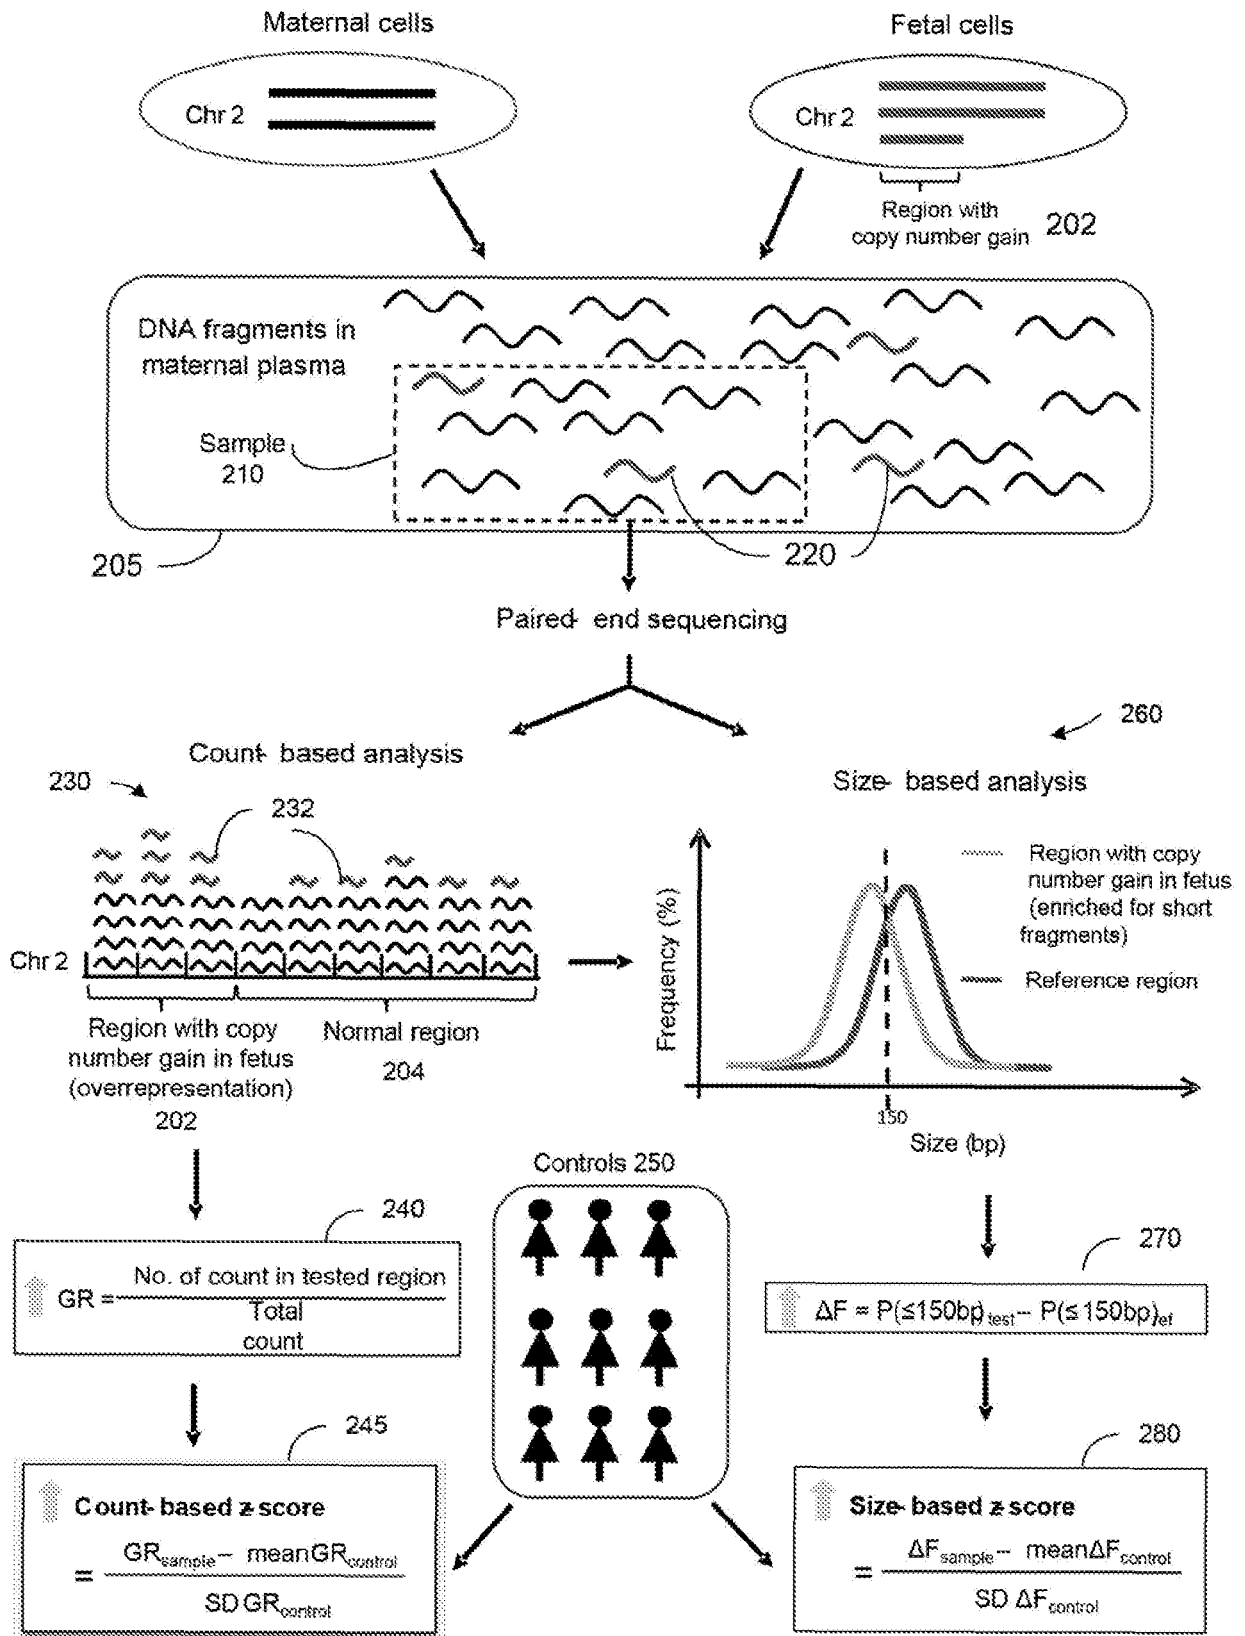 Maternal cells
Fetal cells
Chr 2
Chr 2
Region with
copy number gain
202
DNA fragments in
maternal plasma
Sample
210
205
220
Paired- end sequencing
260
Count- based analysis
230
232
Size- based analysis
Region with copy
number gain in fetus
(enriched for short
fragments)
Reference region
Frequency (%)
150
Size (bp)
Chr 2
Region with copy
number gain in fetus
(overrepresentation)
202
Normal region
204
Controls 250
240
GR = No. of count in tested region
Total
count
270
ΔF = P(≤150bp)test – P(≤150bp)ef
245
Count- based z score
= GRsample – meanGRcontrol
SD GRcontrol
280
Size- based z score
= ΔFsample – meanΔFcontrol
SD ΔFcontrol